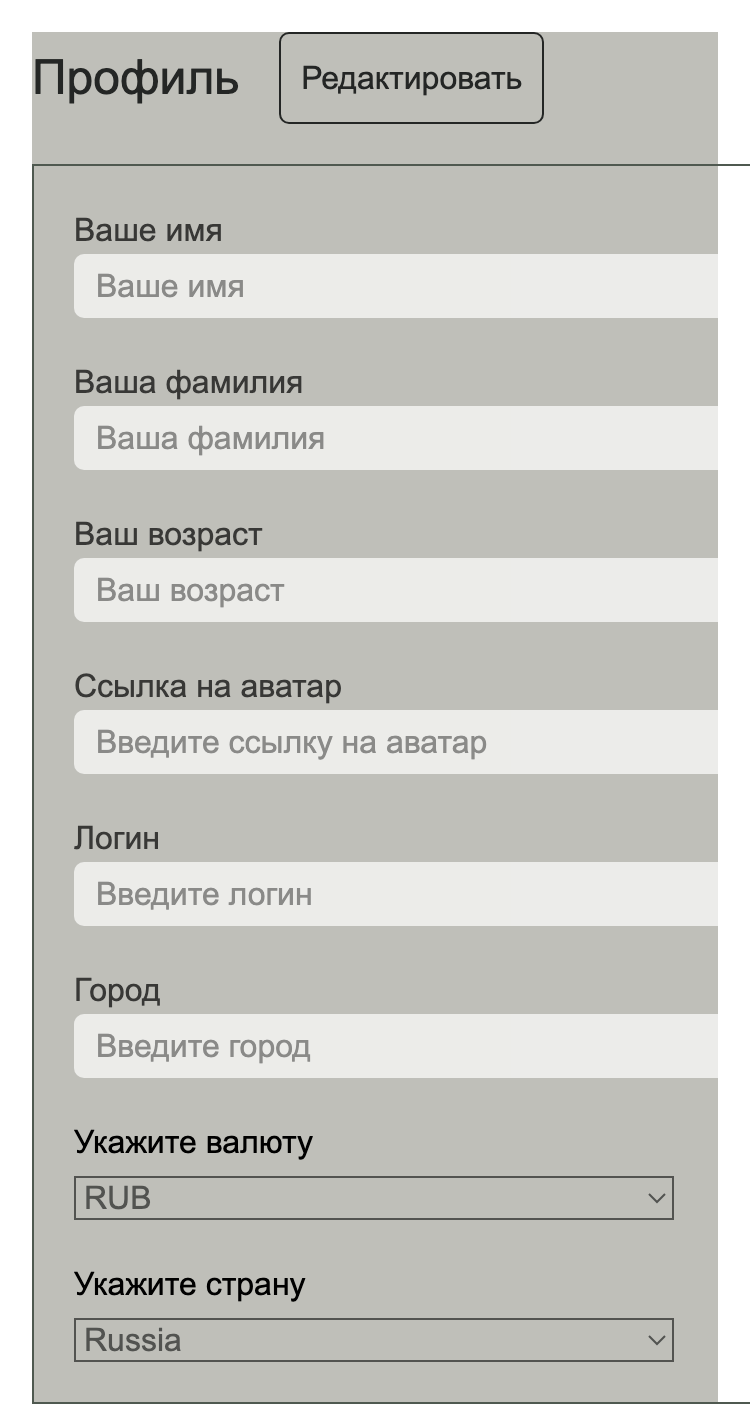 Профиль
Редактировать
Ваше имя
Ваше имя
Ваша фамилия
Ваша фамилия
Ваш возраст
Ваш возраст
Ссылка на аватар
Введите ссылку на аватар
Логин
Введите логин
Город
Введите город
Укажите валюту
RUB
Укажите страну
Russia